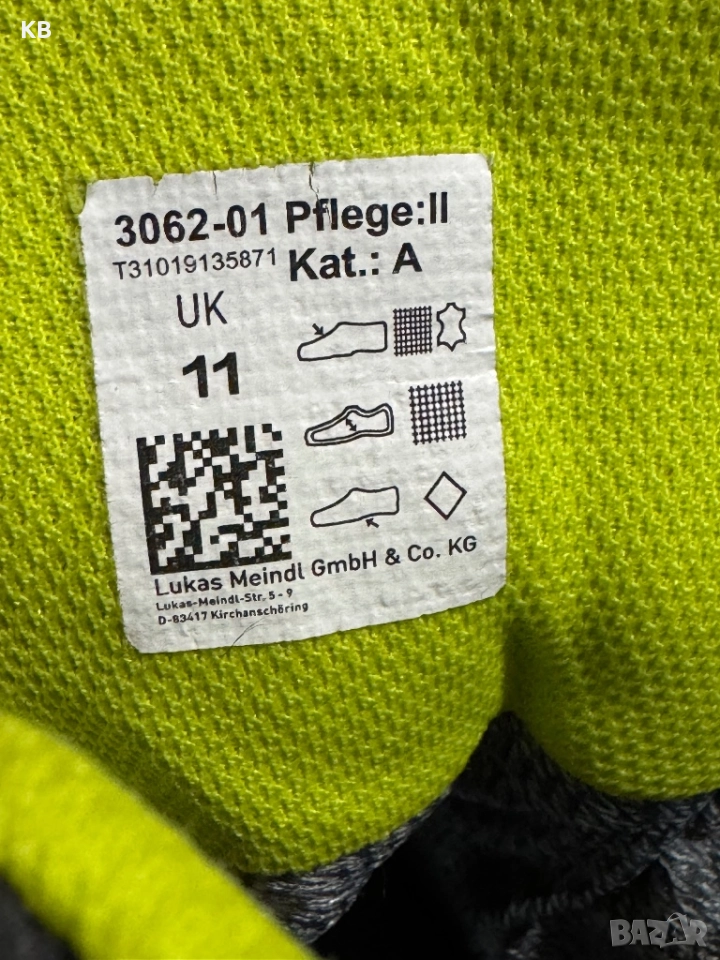 KB
3062-01 Pflege:II
T31019135871 Kat.: A
UK
11
Lukas Meindl GmbH & Co. KG
Lukas-Meindl-Str. 5 - 9
D-83417 Kirchanschöring
BAZAR